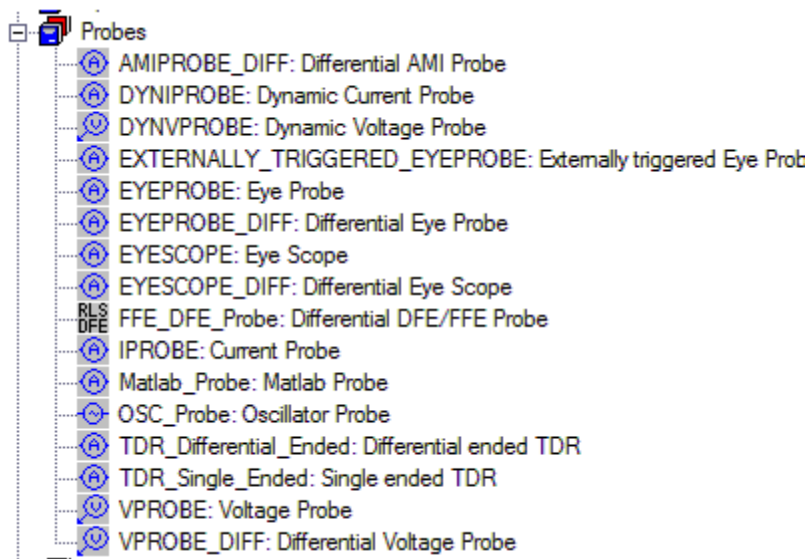 Probes
AMIPROBE_DIFF: Differential AMI Probe
DYNIPROBE: Dynamic Current Probe
DYNVPROBE: Dynamic Voltage Probe
EXTERNALLY_TRIGGERED_EYEPROBE: Externally triggered Eye Prob
EYEPROBE: Eye Probe
EYEPROBE_DIFF: Differential Eye Probe
EYESCOPE: Eye Scope
EYESCOPE_DIFF: Differential Eye Scope
RLS DFE FFE_DFE_Probe: Differential DFE/FFE Probe
IPROBE: Current Probe
Matlab_Probe: Matlab Probe
OSC_Probe: Oscillator Probe
TDR_Differential_Ended: Differential ended TDR
TDR_Single_Ended: Single ended TDR
VPROBE: Voltage Probe
VPROBE_DIFF: Differential Voltage Probe